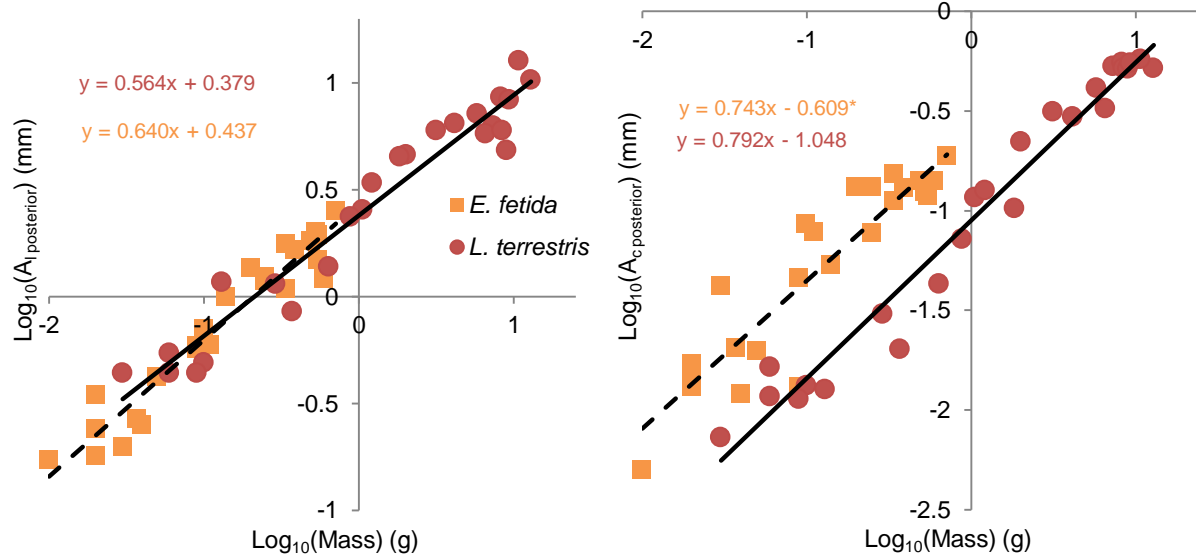 y = 0.564x + 0.379
y = 0.640x + 0.437
1
0.5
0
-0.5
-1
-2
-1
0
1
E. fetida
L. terrestris
Log10(A l posterior) (mm)
Log10(Mass) (g)
-2
-1
0
1
0
-0.5
-1
-1.5
-2
-2.5
y = 0.743x - 0.609*
y = 0.792x - 1.048
Log10(A c posterior) (mm)
Log10(Mass) (g)